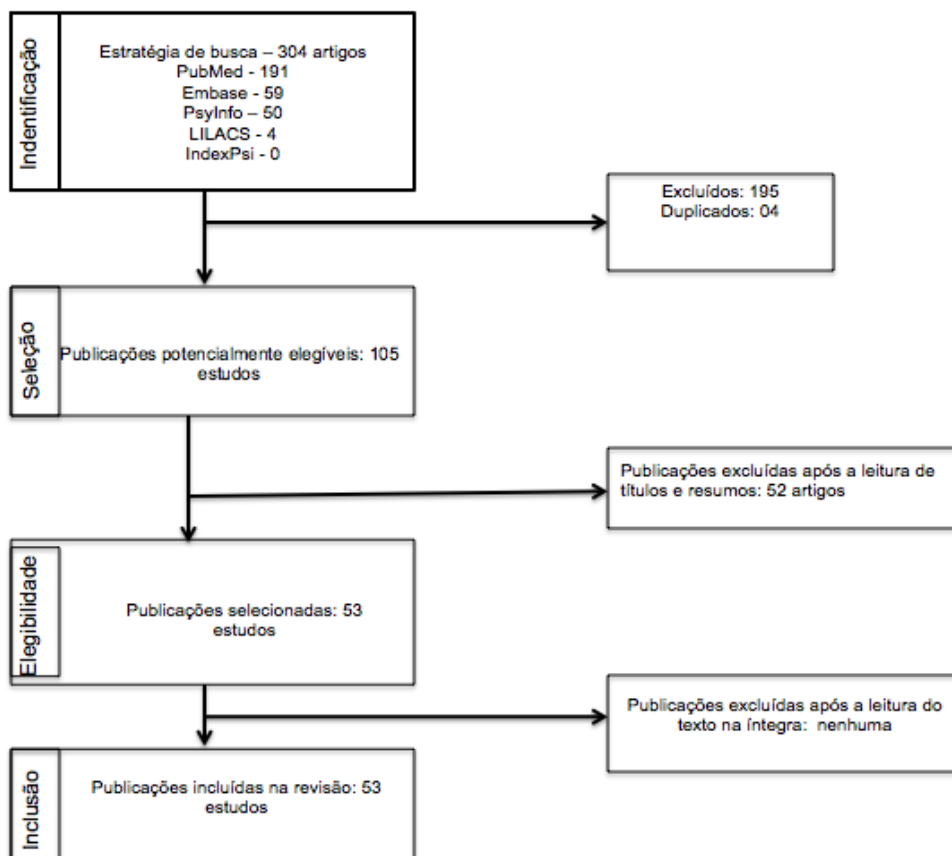 Indentificação
Estratégia de busca – 304 artigos
PubMed - 191
Embase - 59
PsyInfo – 50
LILACS - 4
IndexPsi - 0
Excluídos: 195
Duplicados: 04
Seleção
Publicações potencialmente elegíveis: 105
estudos
Publicações excluídas após a leitura de
títulos e resumos: 52 artigos
Elegibilidade
Publicações selecionadas: 53
estudos
Publicações excluídas após a leitura do
texto na íntegra: nenhuma
Inclusão
Publicações incluídas na revisão: 53
estudos